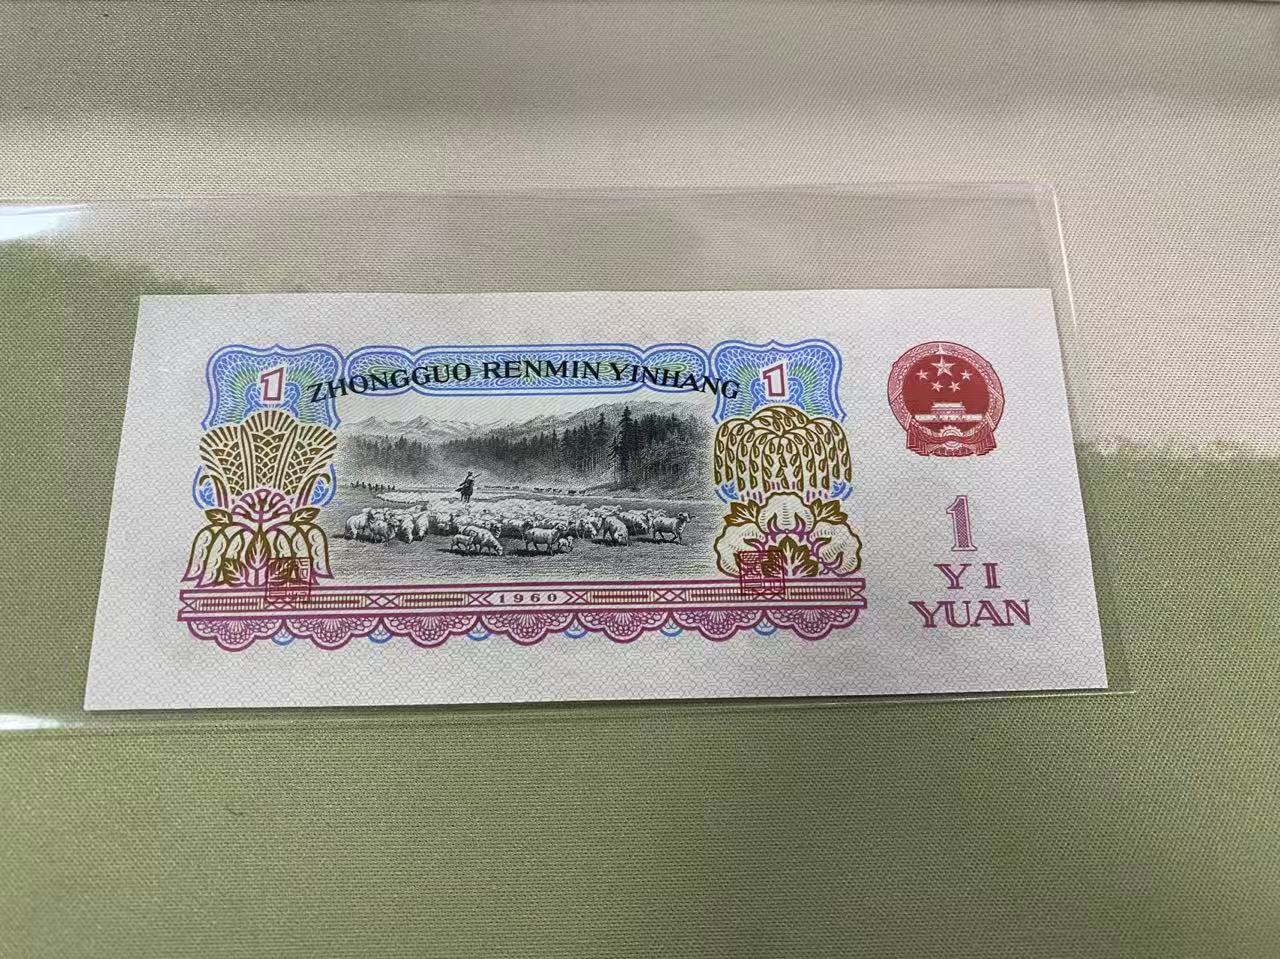 1 ZHONGGUO RENMIN YINHANG 1
1960
1
YI
YUAN